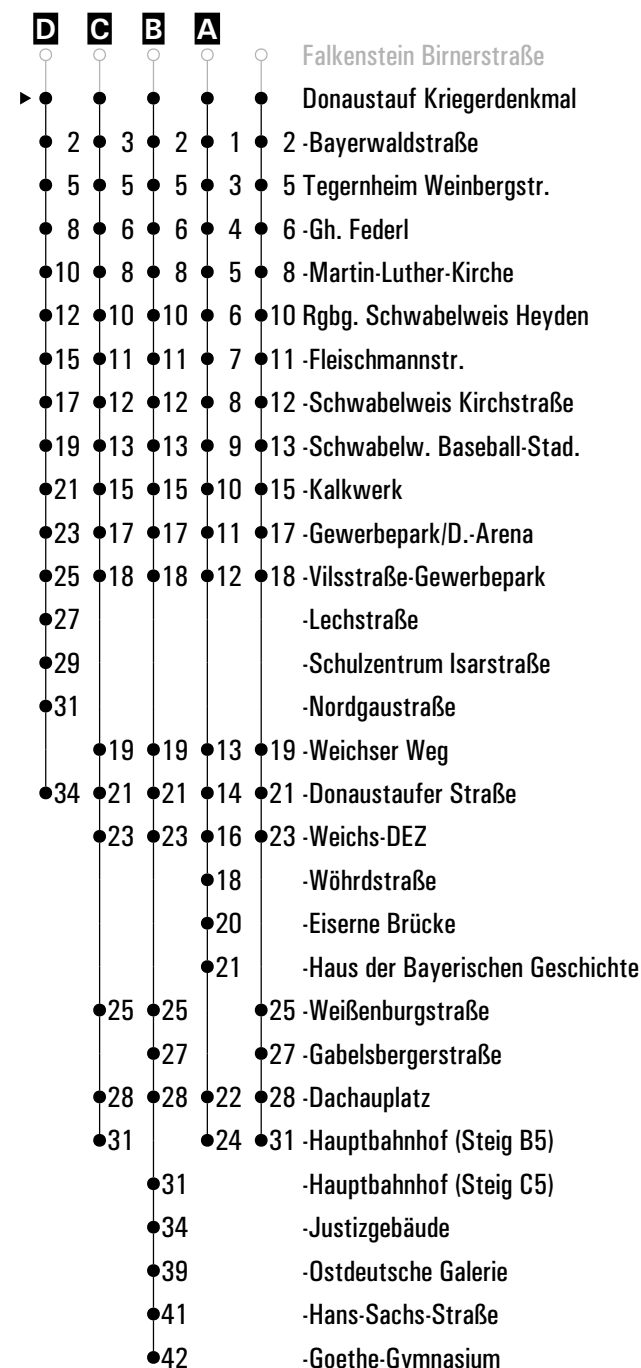 D C B A
Falkenstein Birnerstraße
Donaustauf Kriegerdenkmal
2 3 2 1 2 -Bayerwaldstraße
5 5 5 3 5 Tegernheim Weinbergstr.
8 6 6 4 6 -Gh. Federl
10 8 8 5 8 -Martin-Luther-Kirche
12 10 10 6 10 Rgbg. Schwabelweis Heyden
15 11 11 7 11 -Fleischmannstr.
17 12 12 8 12 -Schwabelweis Kirchstraße
19 13 13 9 13 -Schwabelw. Baseball-Stad.
21 15 15 10 15 -Kalkwerk
23 17 17 11 17 -Gewerbepark/D.-Arena
25 18 18 12 18 -Vilsstraße-Gewerbepark
27 -Lechstraße
29 -Schulzentrum Isarstraße
31 -Nordgaustraße
19 19 13 19 -Weichser Weg
34 21 21 14 21 -Donaustaufer Straße
23 23 16 23 -Weichs-DEZ
18 -Wöhrdstraße
20 -Eiserne Brücke
21 -Haus der Bayerischen Geschichte
25 25 25 -Weißenburgstraße
27 27 -Gabelsbergerstraße
28 28 22 28 -Dachauplatz
31 24 31 -Hauptbahnhof (Steig B5)
31 -Hauptbahnhof (Steig C5)
34 -Justizgebäude
39 -Ostdeutsche Galerie
41 -Hans-Sachs-Straße
42 -Goethe-Gymnasium